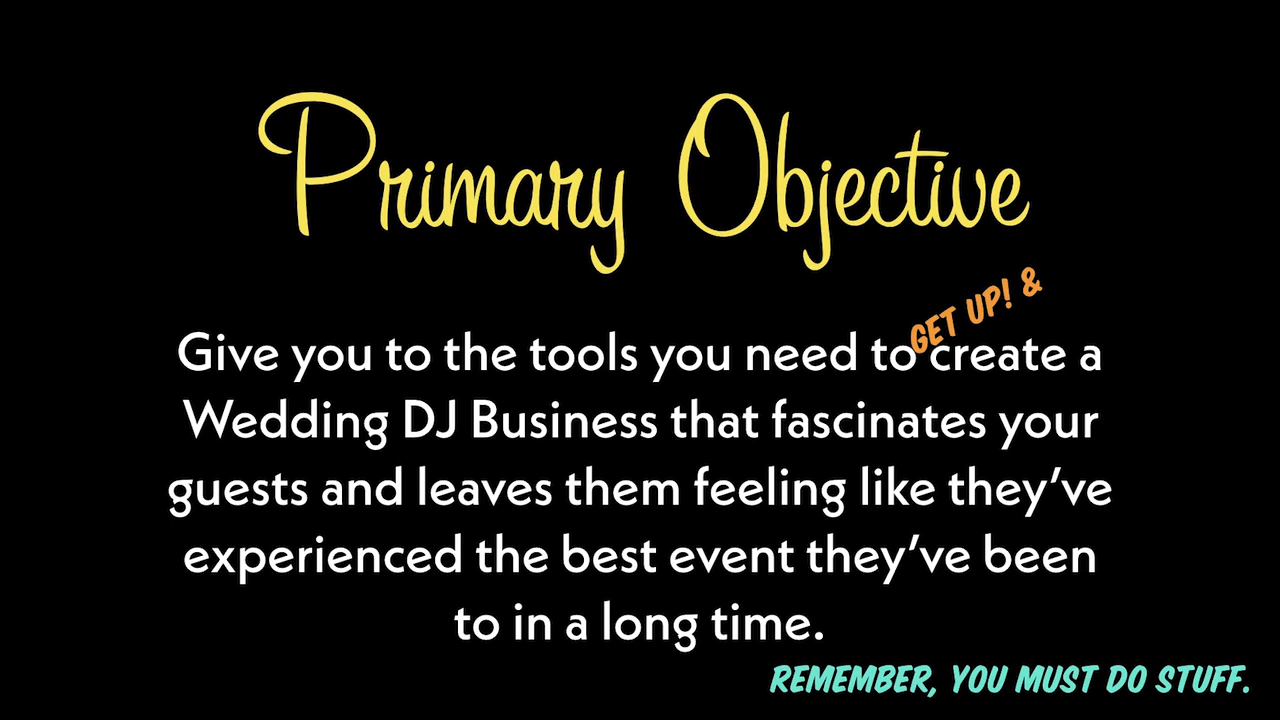 Primary Objective
GET UP! &
Give you to the tools you need to create a
Wedding DJ Business that fascinates your
guests and leaves them feeling like they've
experienced the best event they've been
to in a long time.
REMEMBER, YOU MUST DO STUFF.